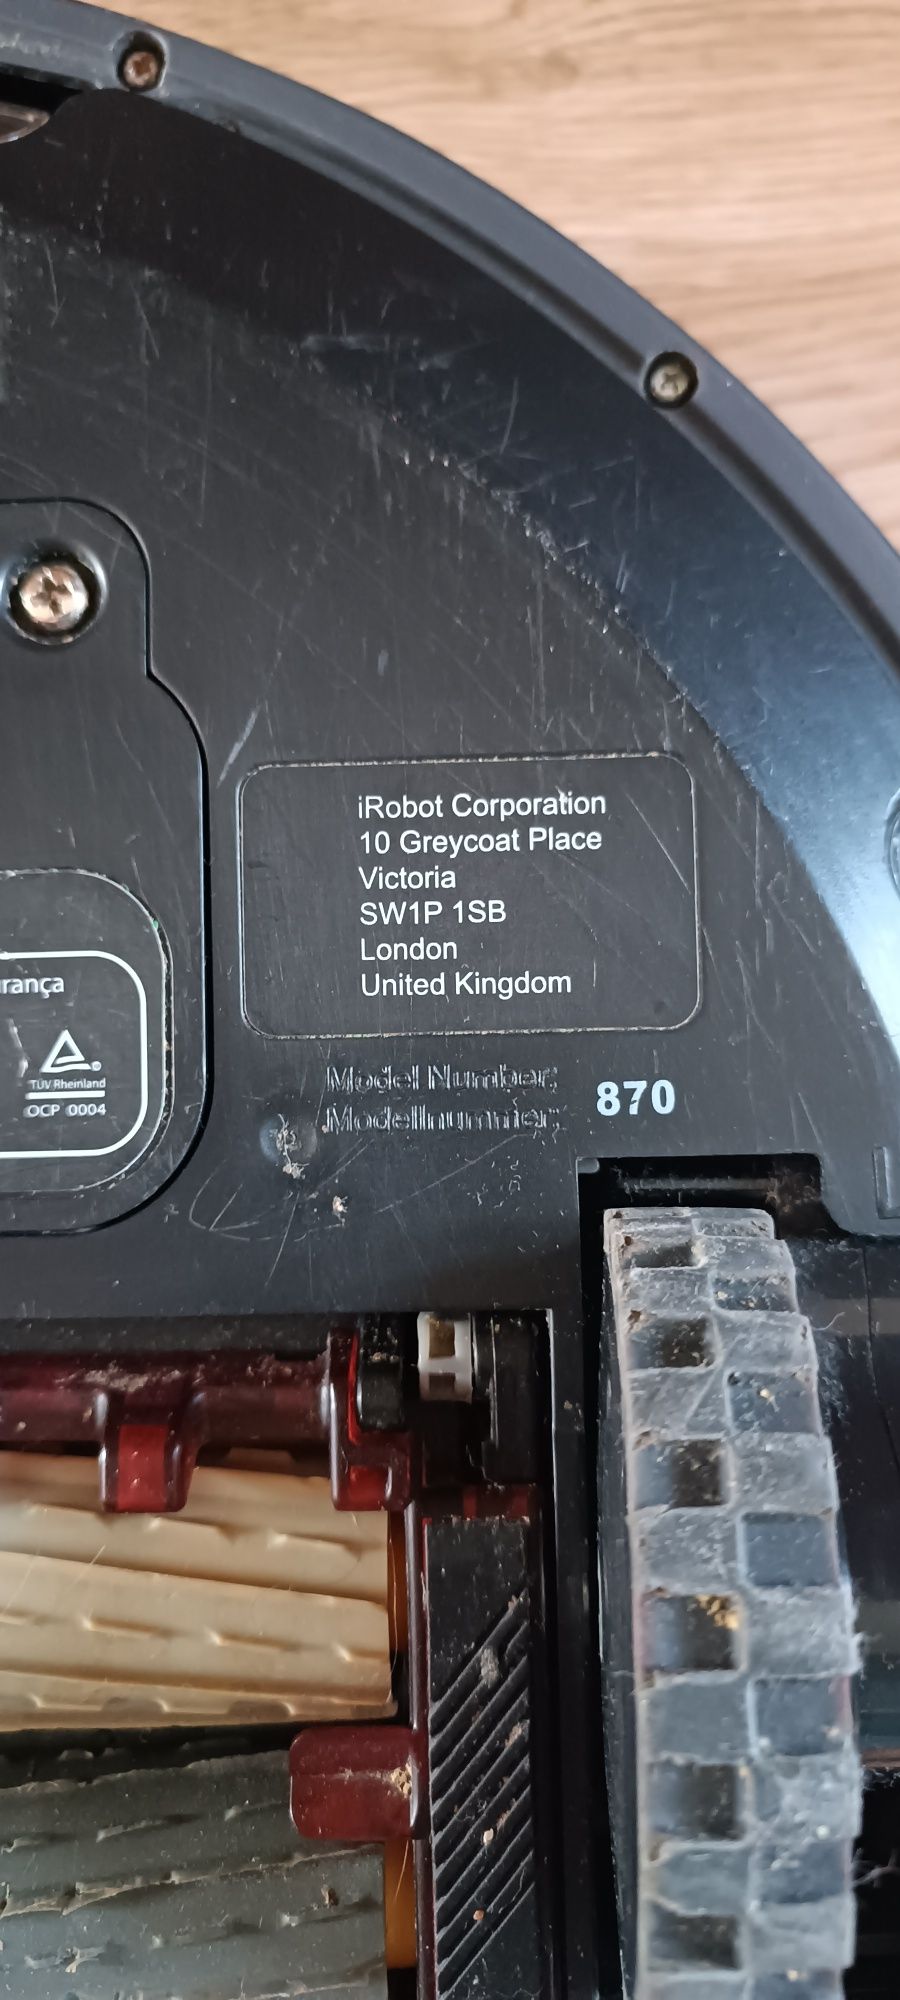 iRobot Corporation
10 Greycoat Place
Victoria
SW1P 1SB
London
United Kingdom
rança
TÜV Rheinland
OCP 0004
Model Number:
Modellnummer: 870